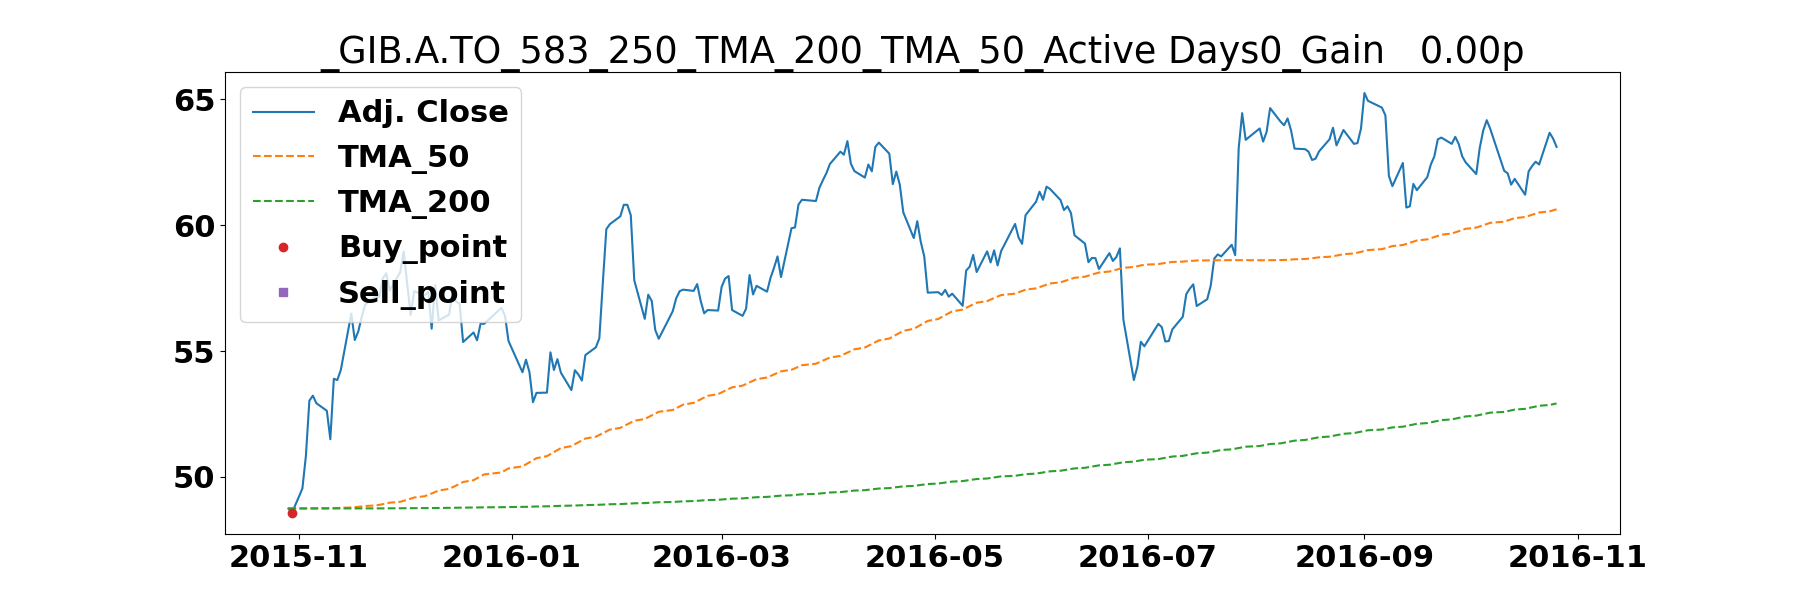 _GIB.A.TO_583_250_TMA_200_TMA_50_Active Days0_Gain   0.00p
65
60
55
50
Adj. Close
TMA_50
TMA_200
Buy_point
Sell_point
2015-11 2016-01 2016-03 2016-05 2016-07 2016-09 2016-11